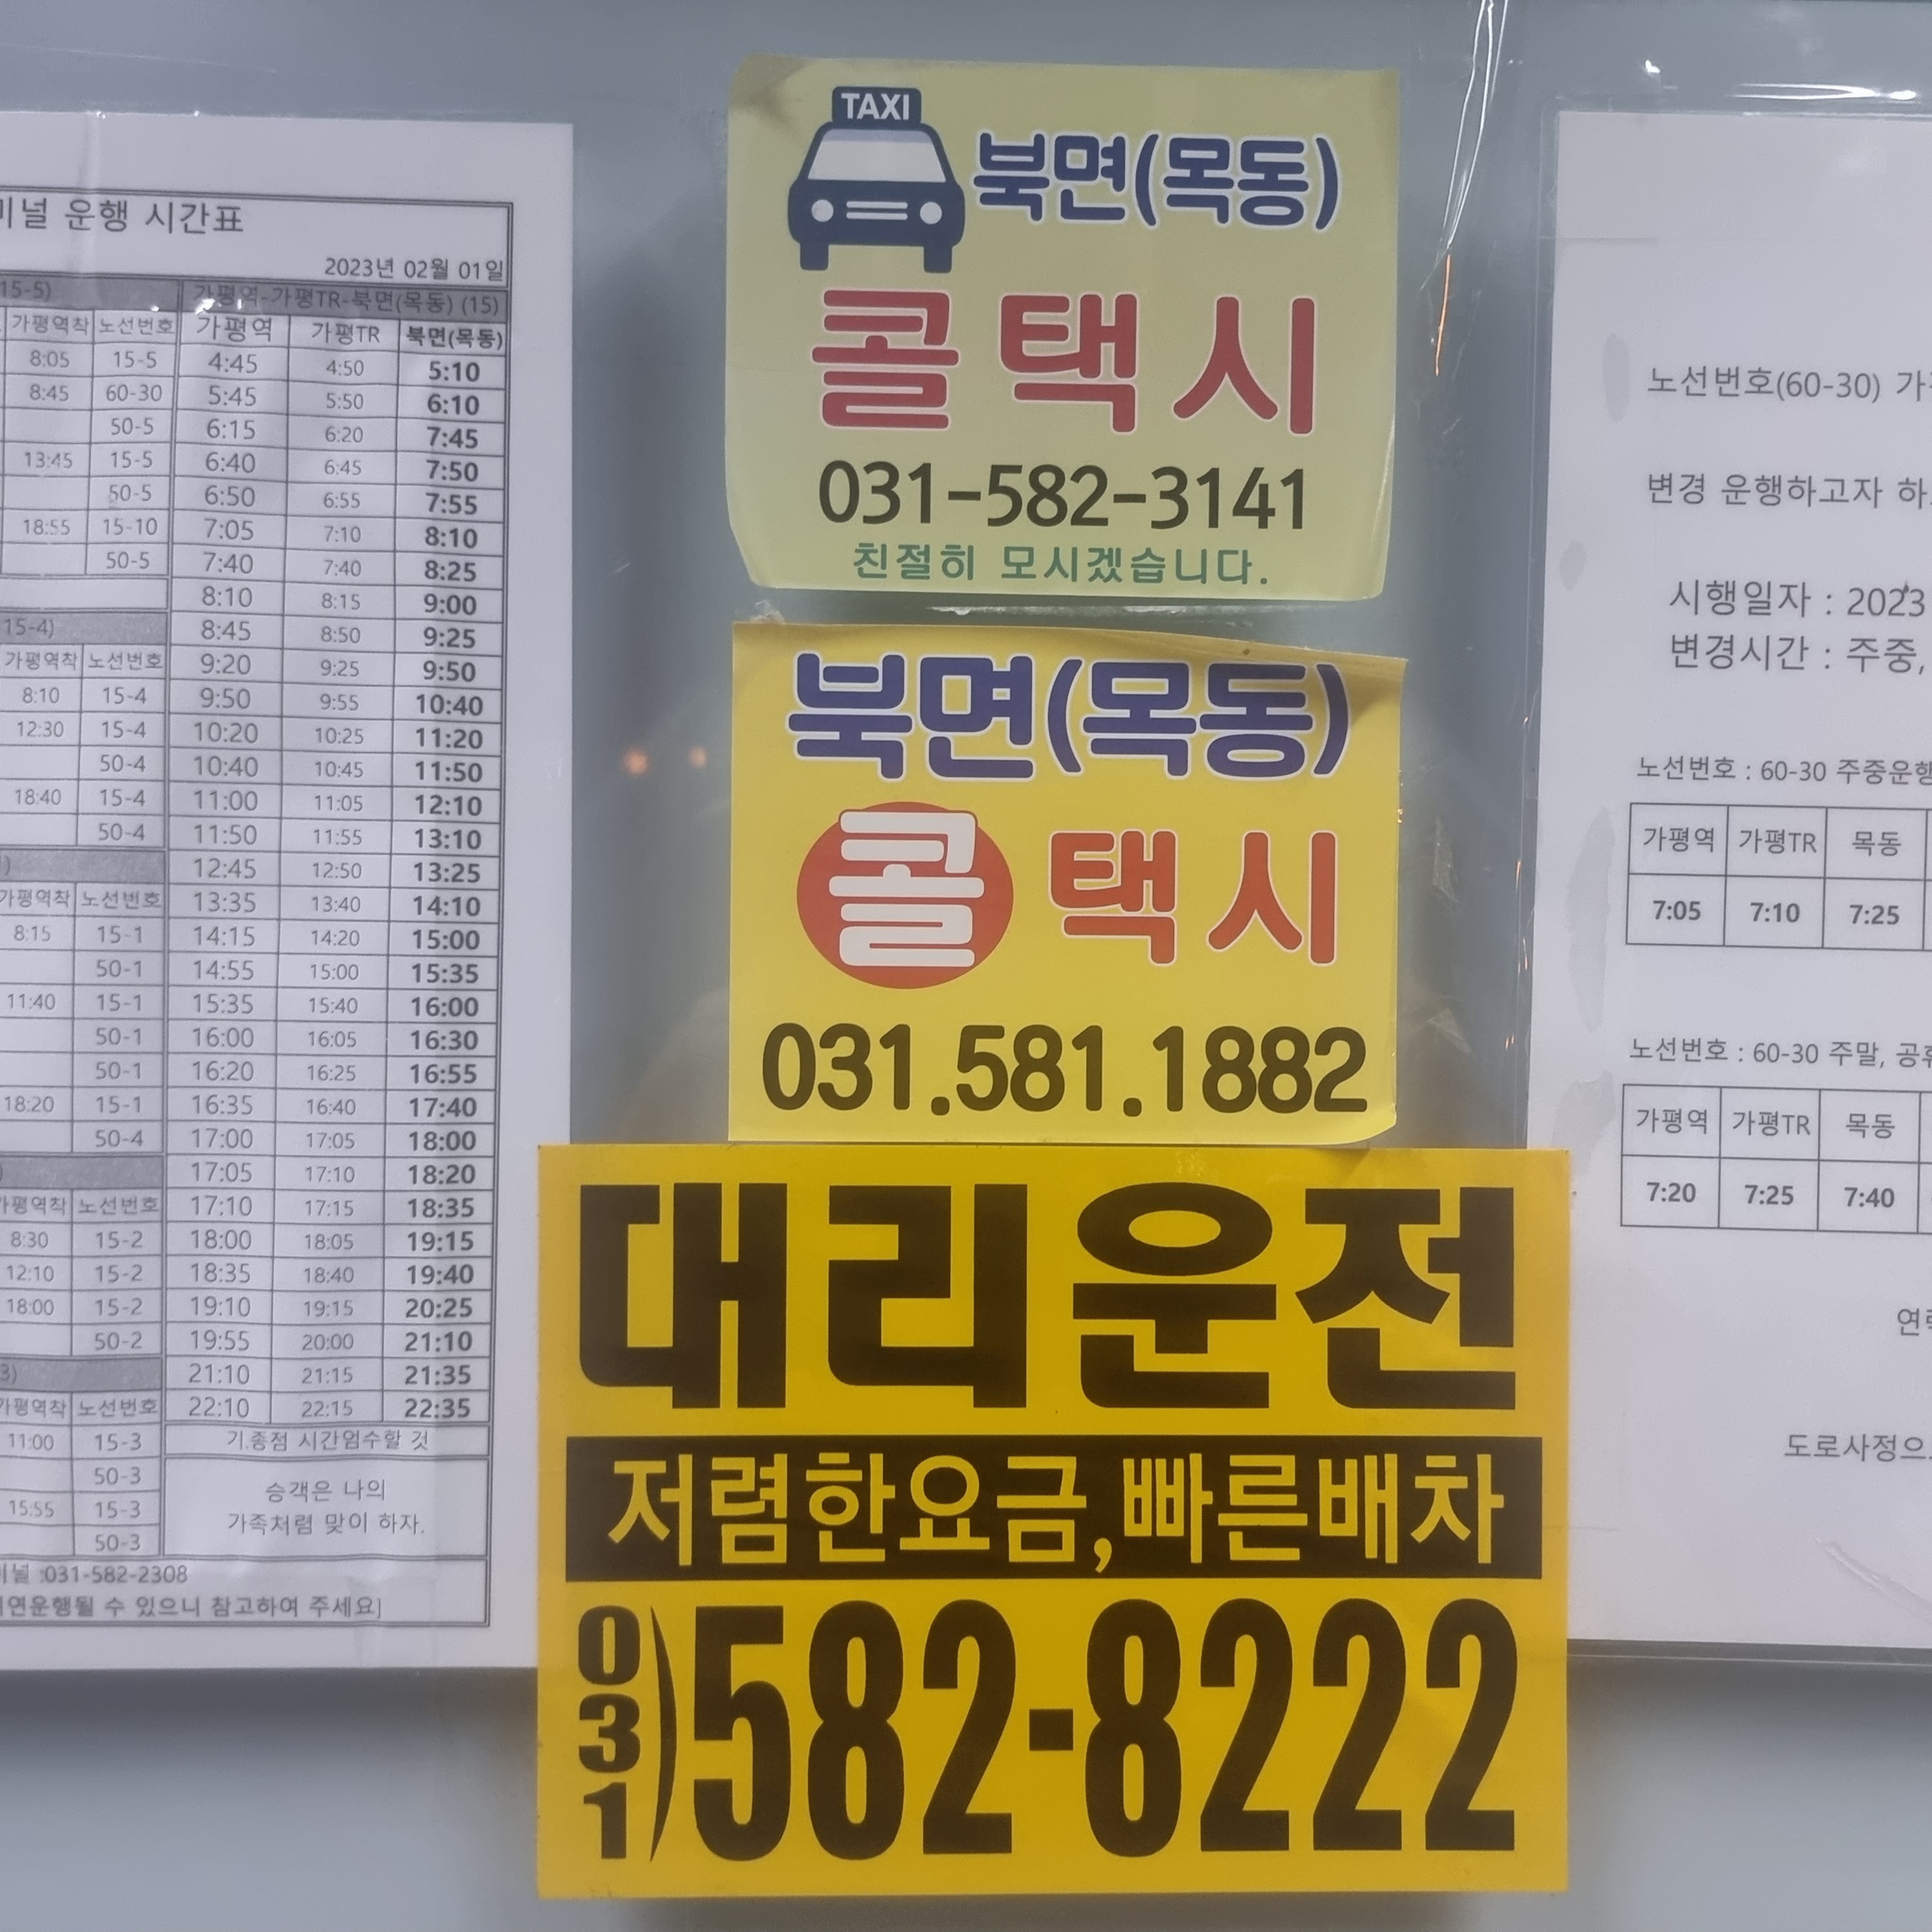 미널 운행 시간표
2023년 02월 01일
15-5) 가평역-가평TR-북면(목동) (15)
가평역착 노선번호 가평역 가평TR 북면(목동)
8:05 15-5 4:45 4:50 5:10
8:45 60-30 5:45 5:50 6:10
50-5 6:15 6:20 7:45
13:45 15-5 6:40 6:45 7:50
50-5 6:50 6:55 7:55
18:55 15-10 7:05 7:10 8:10
50-5 7:40 7:40 8:25
8:10 8:15 9:00
15-4) 8:45 8:50 9:25
가평역착 노선번호 9:20 9:25 9:50
8:10 15-4 9:50 9:55 10:40
12:30 15-4 10:20 10:25 11:20
50-4 10:40 10:45 11:50
18:40 15-4 11:00 11:05 12:10
50-4 11:50 11:55 13:10
) 12:45 12:50 13:25
가평역착 노선번호 13:35 13:40 14:10
8:15 15-1 14:15 14:20 15:00
50-1 14:55 15:00 15:35
11:40 15-1 15:35 15:40 16:00
50-1 16:00 16:05 16:30
50-1 16:20 16:25 16:55
18:20 15-1 16:35 16:40 17:40
50-4 17:00 17:05 18:00
) 17:05 17:10 18:20
가평역착 노선번호 17:10 17:15 18:35
8:30 15-2 18:00 18:05 19:15
12:10 15-2 18:35 18:40 19:40
18:00 15-2 19:10 19:15 20:25
50-2 19:55 20:00 21:10
3) 21:10 21:15 21:35
가평역착 노선번호 22:10 22:15 22:35
11:00 15-3 기.종점 시간엄수할 것
50-3 승객은 나의
15:55 15-3 가족처럼 맞이 하자.
50-3
미널 :031-582-2308
연운행될 수 있으니 참고하여 주세요]
TAXI
북면(목동)
콜택시
031-582-3141
친절히 모시겠습니다.
북면(목동)
콜택시
031.581.1882
대리운전
저렴한요금,빠른배차
031)582-8222
노선번호(60-30) 가
변경 운행하고자 하
시행일자 : 2023
변경시간 : 주중,
노선번호 : 60-30 주중운행
가평역 가평TR 목동
7:05 7:10 7:25
노선번호 : 60-30 주말, 공휴
가평역 가평TR 목동
7:20 7:25 7:40
연락
도로사정으